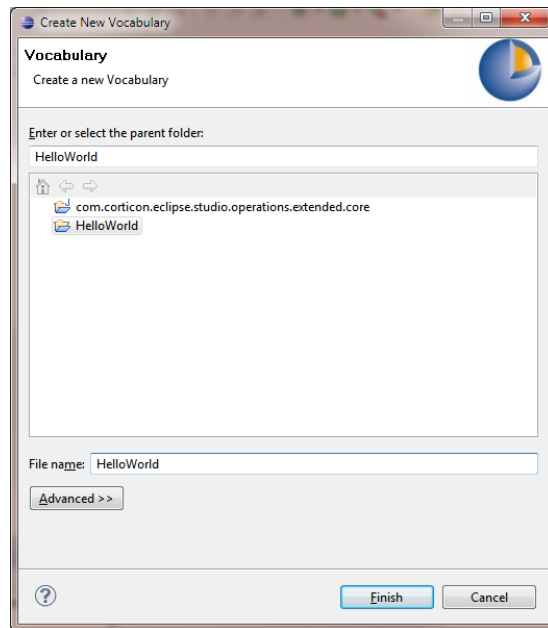 Create New Vocabulary
Vocabulary
Create a new Vocabulary
Enter or select the parent folder:
HelloWorld
com.corticon.eclipse.studio.operations.extended.core
HelloWorld
File name: HelloWorld
Advanced >>
Finish Cancel